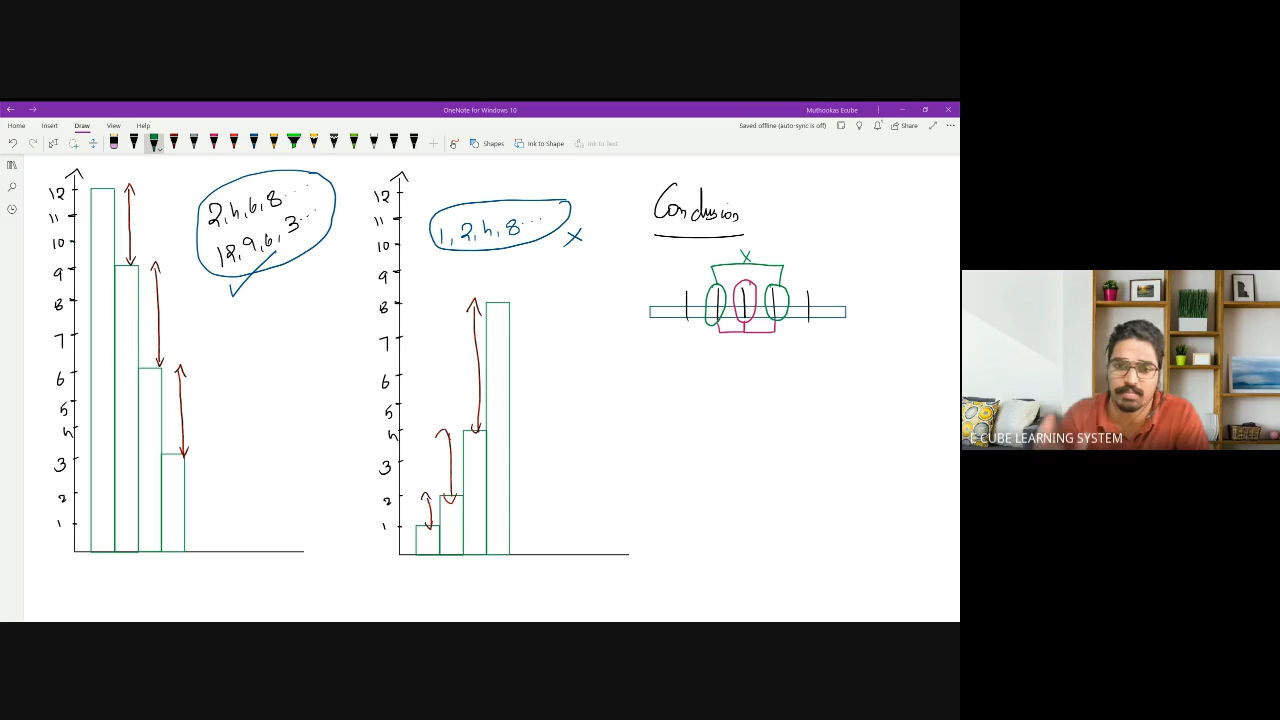 OneNote for Windows 10
Muthookas Ecube
Home Insert Draw View Help
Saved offline (auto-sync is off)
Share
Shapes
Ink to Shape
Ink to Text
12
11
10
9
8
7
6
5
4
3
2
1
2, 4, 6, 8....
12, 9, 6, 3...
12
11
10
9
8
7
6
5
4
3
2
1
1, 2, 4, 8...
X
Conclusion
X
E CUBE LEARNING SYSTEM